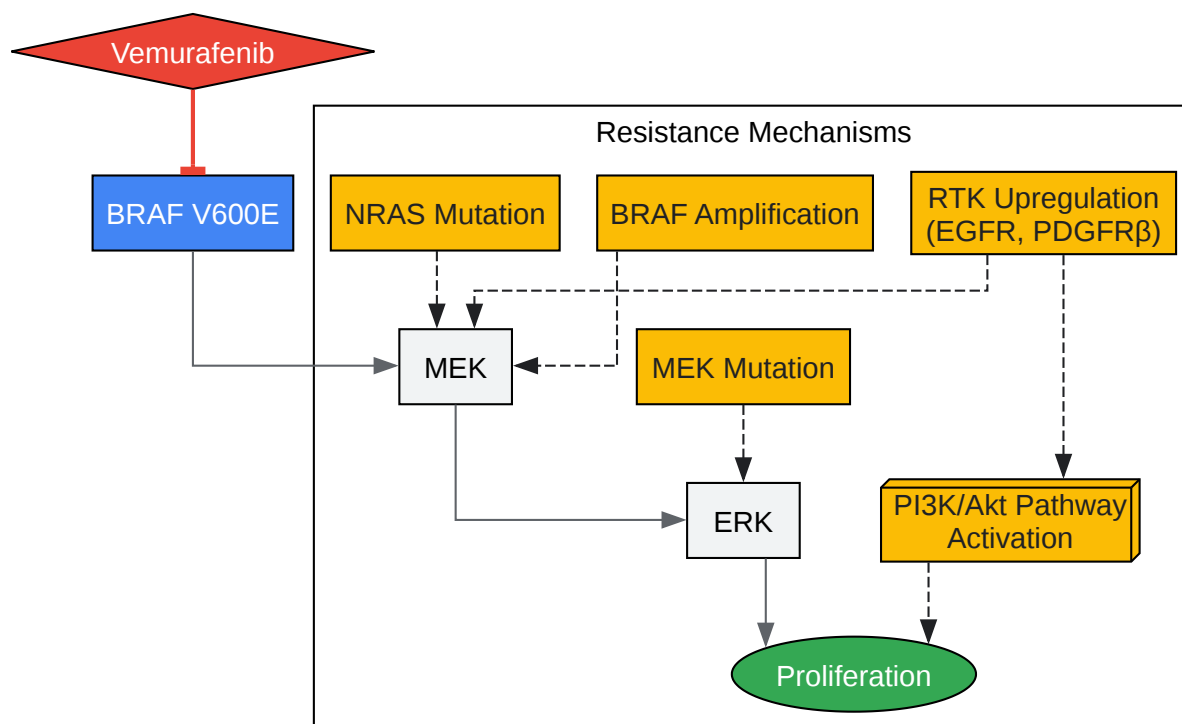 Vemurafenib
Resistance Mechanisms
BRAF V600E
NRAS Mutation
BRAF Amplification
RTK Upregulation
(EGFR, PDGFRβ)
MEK
MEK Mutation
ERK
PI3K/Akt Pathway
Activation
Proliferation